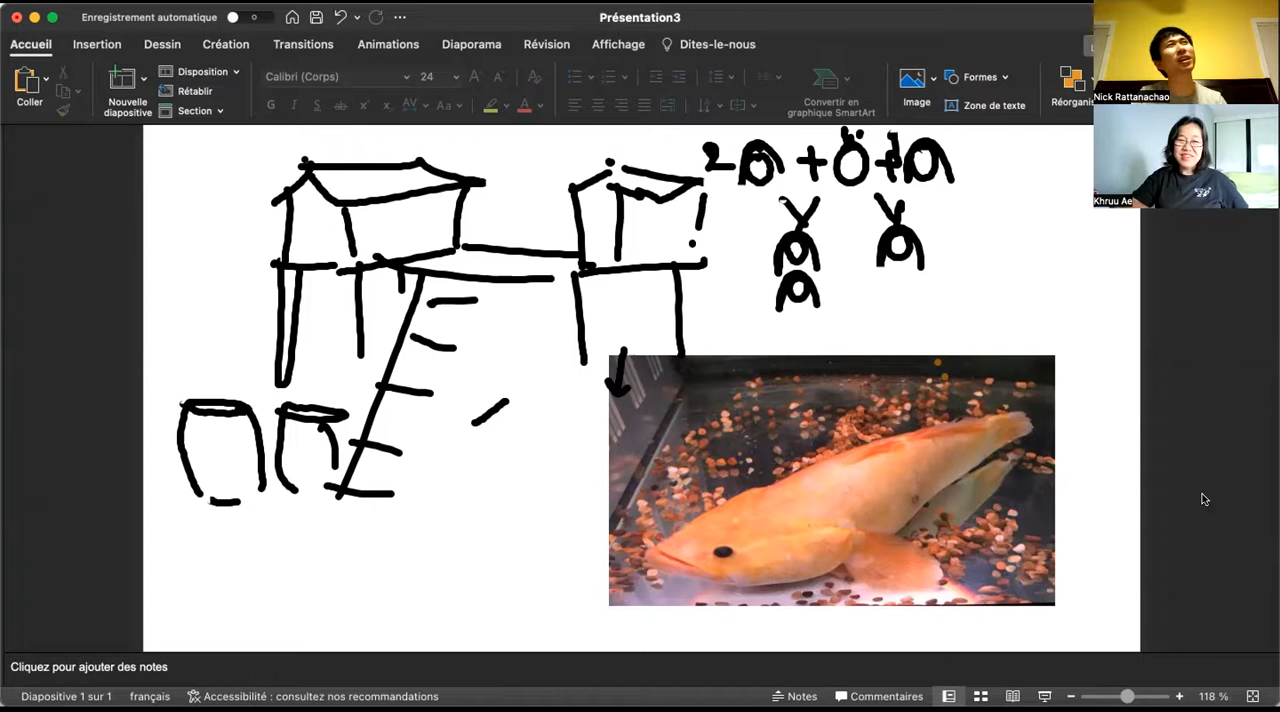 Enregistrement automatique
Présentation3
Accueil Insertion Dessin Création Transitions Animations Diaporama Révision Affichage Dites-le-nous
Coller
Nouvelle diapositive
Disposition
Rétablir
Section
Calibri (Corps) 24
G I S ab
Aa
A
Convertir en graphique SmartArt
Image
Formes
Zone de texte
Réorganis
Nick Rattanachao
Khruu Ae
Cliquez pour ajouter des notes
Diapositive 1 sur 1 français Accessibilité : consultez nos recommandations Notes Commentaires 118 %